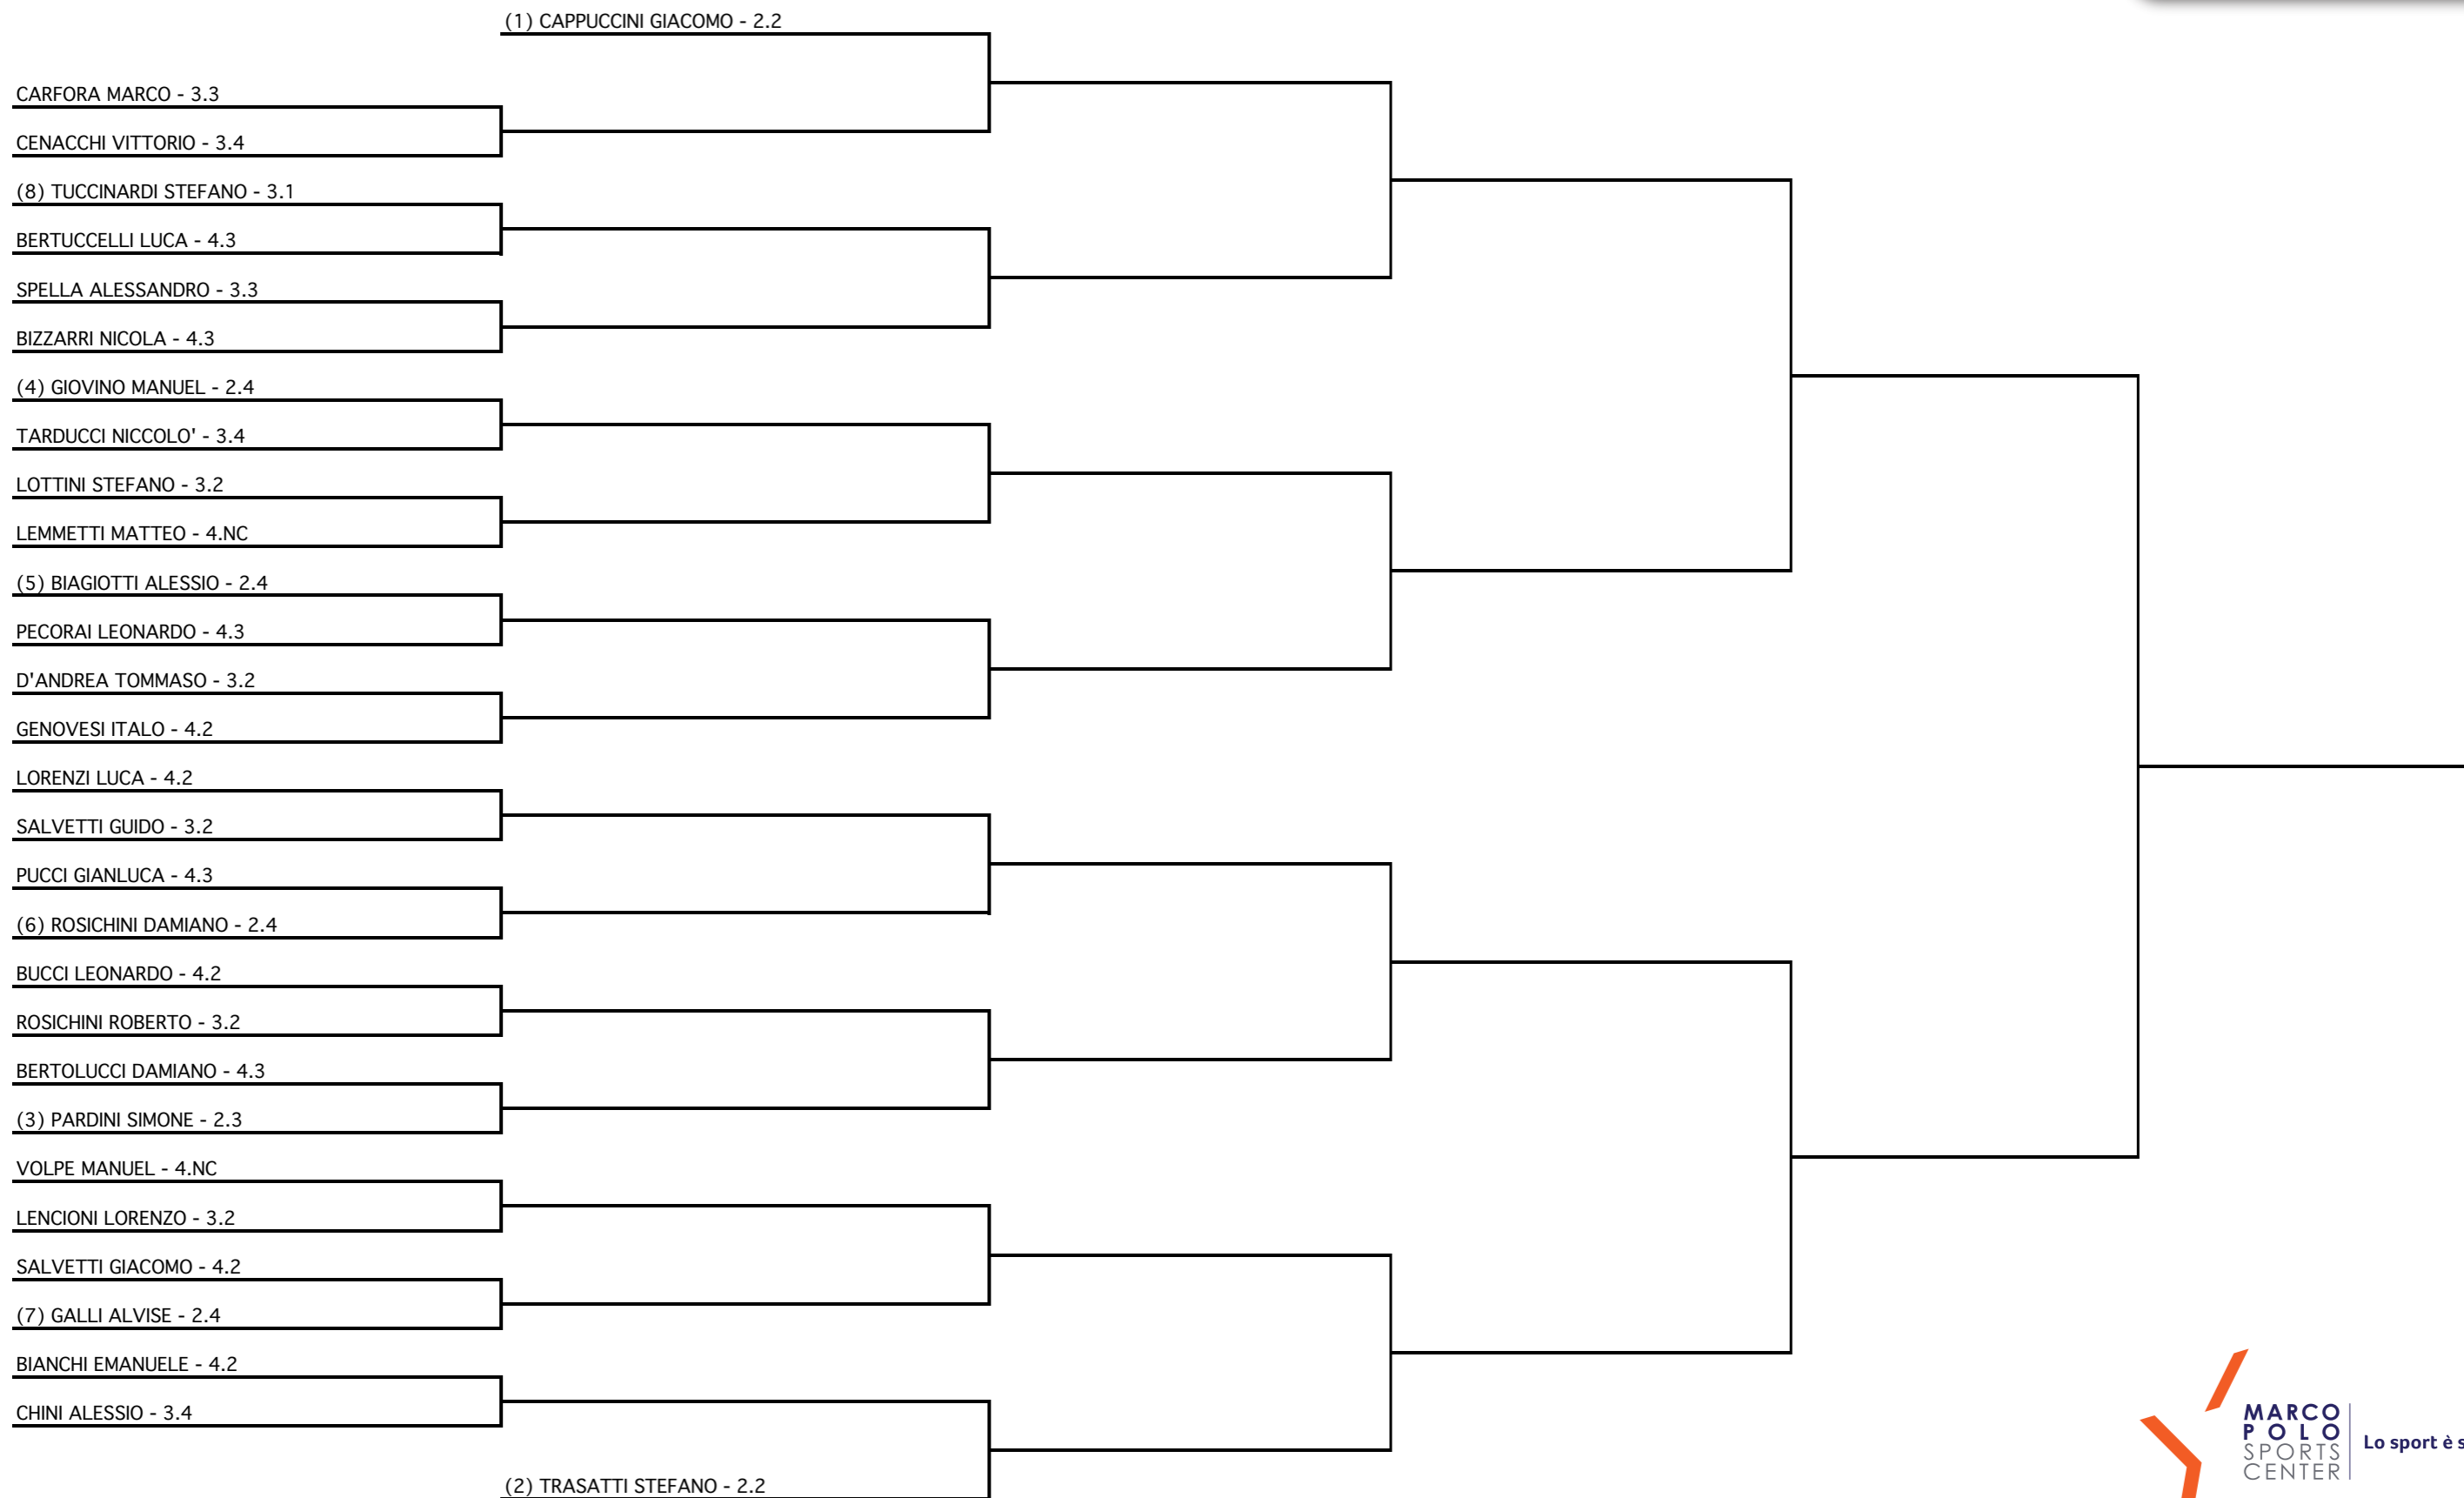 (1) CAPPUCCINI GIACOMO - 2.2
CARFORA MARCO - 3.3
CENACCHI VITTORIO - 3.4
(8) TUCCINARDI STEFANO - 3.1
BERTUCCELLI LUCA - 4.3
SPELLA ALESSANDRO - 3.3
BIZZARRI NICOLA - 4.3
(4) GIOVINO MANUEL - 2.4
TARDUCCI NICCOLO' - 3.4
LOTTINI STEFANO - 3.2
LEMMETTI MATTEO - 4.NC
(5) BIAGIOTTI ALESSIO - 2.4
PECORAI LEONARDO - 4.3
D'ANDREA TOMMASO - 3.2
GENOVESI ITALO - 4.2
LORENZI LUCA - 4.2
SALVETTI GUIDO - 3.2
PUCCI GIANLUCA - 4.3
(6) ROSICHINI DAMIANO - 2.4
BUCCI LEONARDO - 4.2
ROSICHINI ROBERTO - 3.2
BERTOLUCCI DAMIANO - 4.3
(3) PARDINI SIMONE - 2.3
VOLPE MANUEL - 4.NC
LENCIONI LORENZO - 3.2
SALVETTI GIACOMO - 4.2
(7) GALLI ALVISE - 2.4
BIANCHI EMANUELE - 4.2
CHINI ALESSIO - 3.4
(2) TRASATTI STEFANO - 2.2
MARCO
POLO
SPORTS
CENTER
Lo sport è s